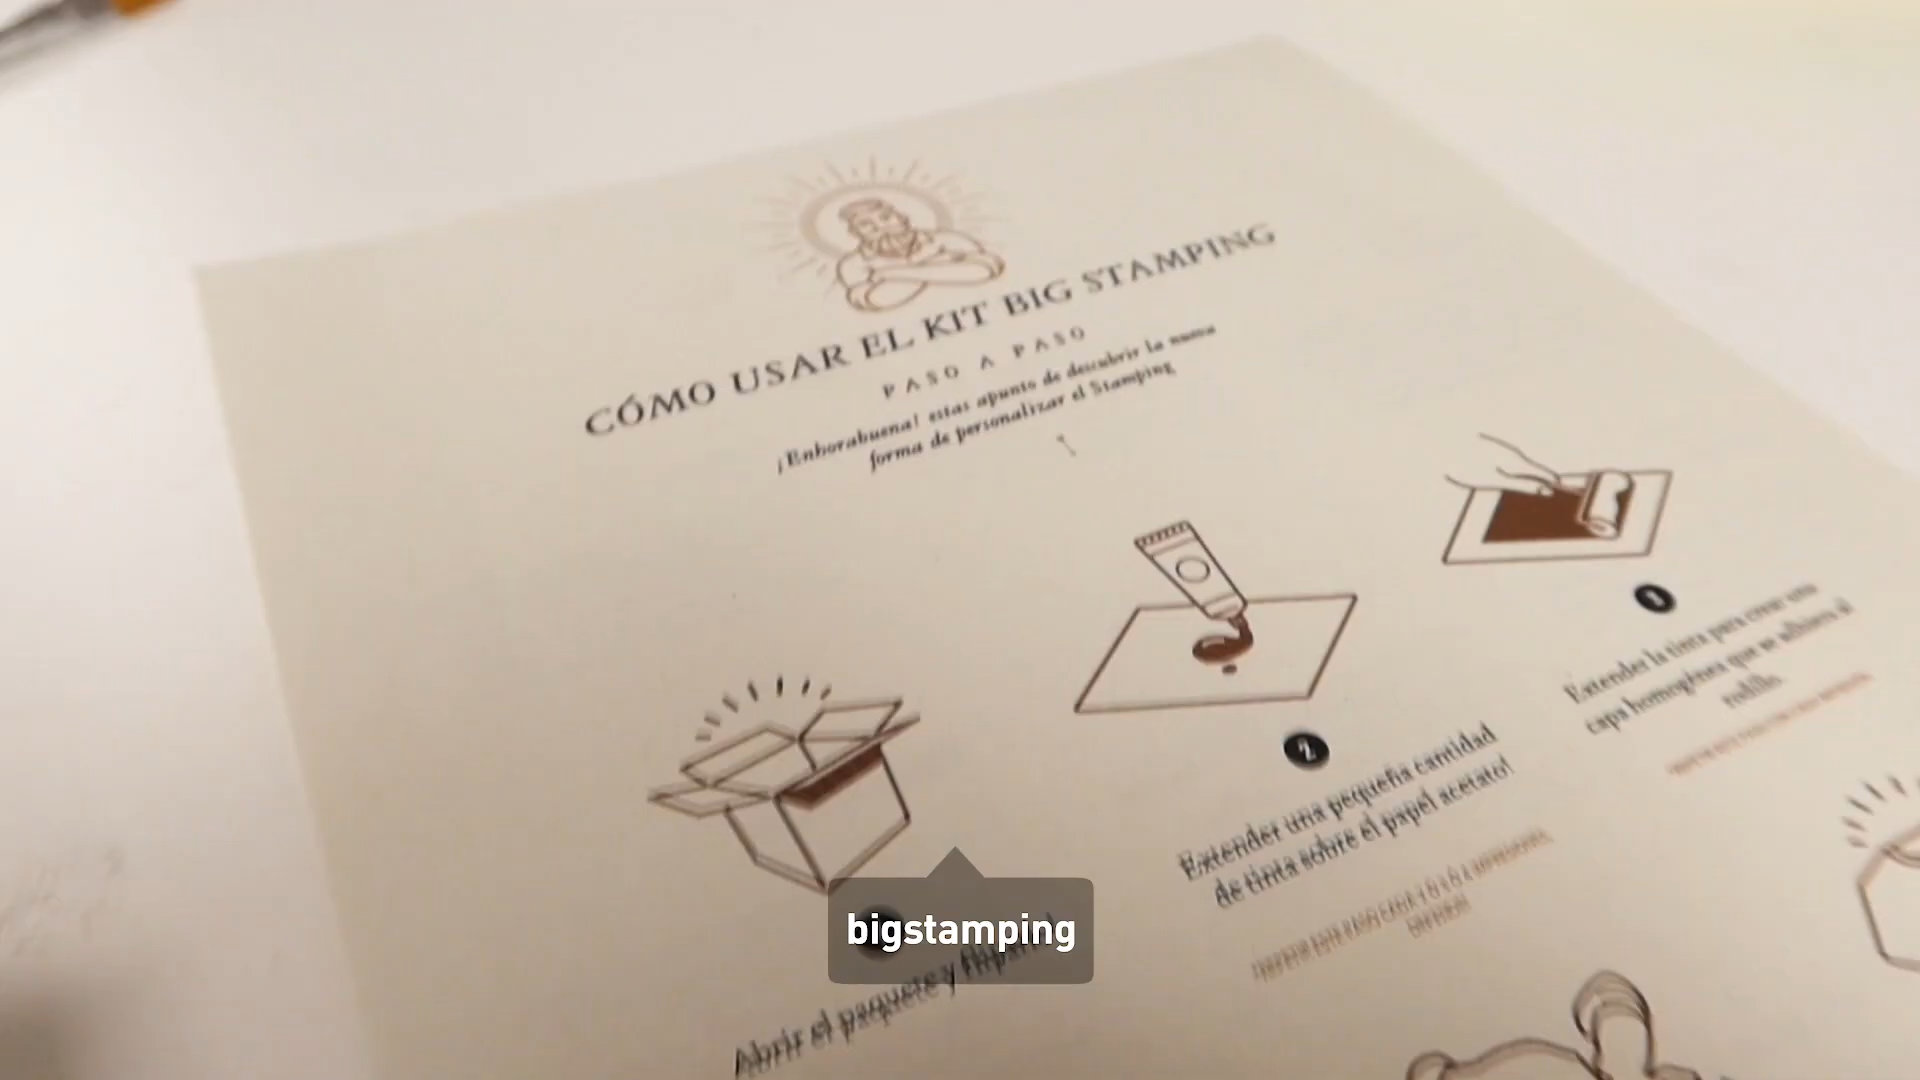 CÓMO USAR EL KIT BIG STAMPING
PASO A PASO
¡Enhorabuena! estas apunto de descubrir la nueva
forma de personalizar el Stamping
3
Extender la tinta para crear una
capa homogénea que se adhiera al
rodillo.
2
Extender una pequeña cantidad
de tinta sobre el papel acetato!
bigstamping
Abrir el paquete y